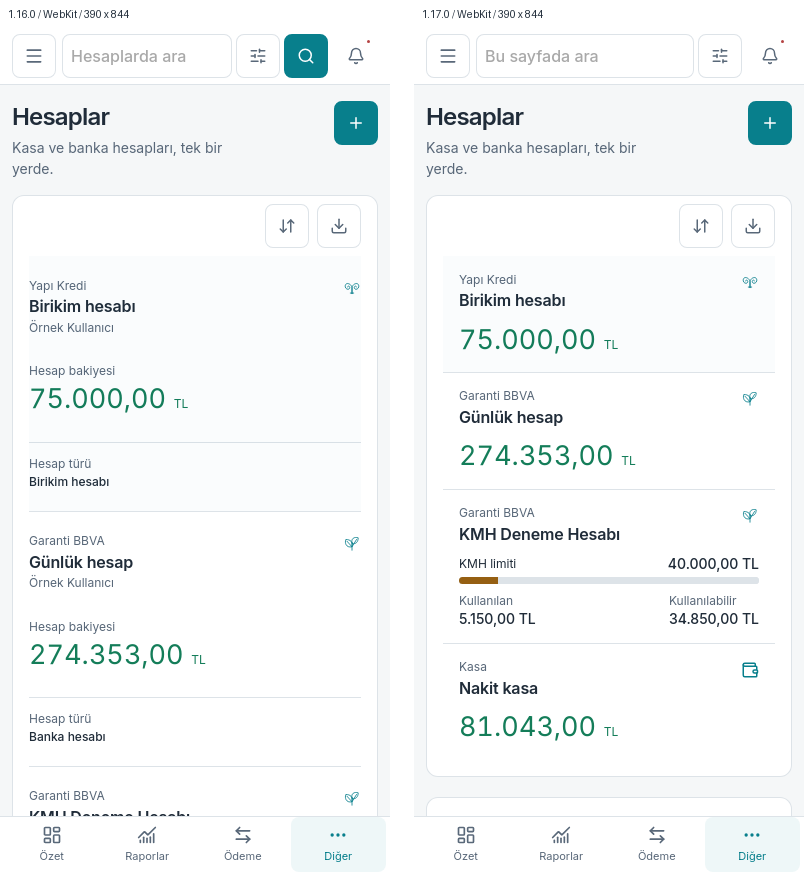 1.16.0 / WebKit / 390 x 844
Hesaplarda ara
Hesaplar
Kasa ve banka hesapları, tek bir
yerde.
Yapı Kredi
Birikim hesabı
Örnek Kullanıcı
Hesap bakiyesi
75.000,00 TL
Hesap türü
Birikim hesabı
Garanti BBVA
Günlük hesap
Örnek Kullanıcı
Hesap bakiyesi
274.353,00 TL
Hesap türü
Banka hesabı
Garanti BBVA
KMH Deneme Hesabı
Özet Raporlar Ödeme Diğer
1.17.0 / WebKit / 390 x 844
Bu sayfada ara
Hesaplar
Kasa ve banka hesapları, tek bir
yerde.
Yapı Kredi
Birikim hesabı
75.000,00 TL
Garanti BBVA
Günlük hesap
274.353,00 TL
Garanti BBVA
KMH Deneme Hesabı
KMH limiti 40.000,00 TL
Kullanılan Kullanılabilir
5.150,00 TL 34.850,00 TL
Kasa
Nakit kasa
81.043,00 TL
Özet Raporlar Ödeme Diğer